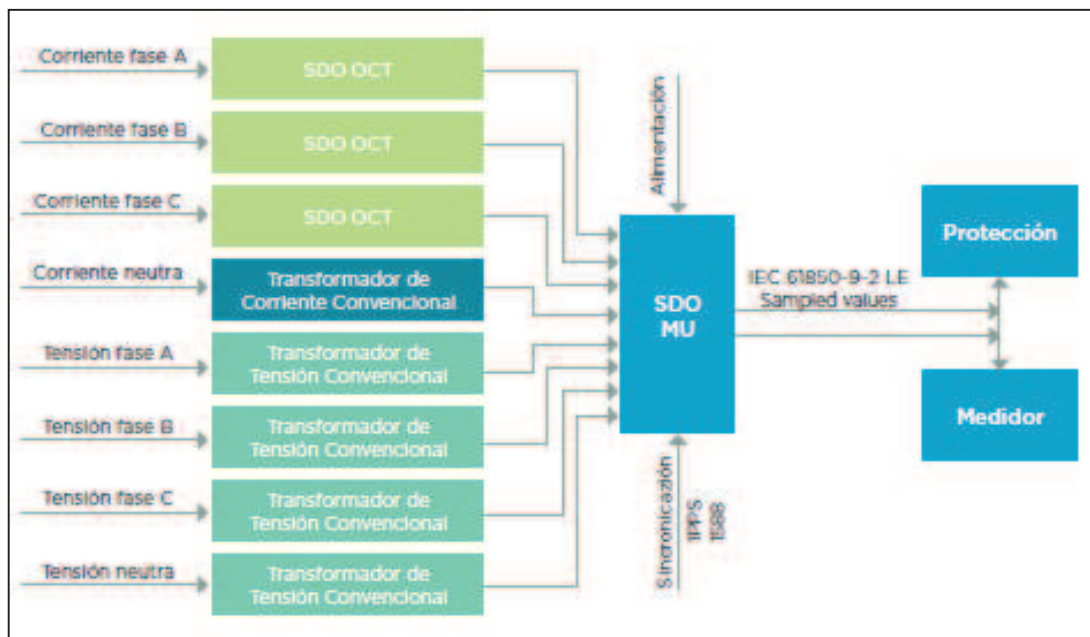 Corriente fase A
SDO OCT
Corriente fase B
SDO OCT
Corriente fase C
SDO OCT
Corriente neutra
Transformador de
Corriente Convencional
Tensión fase A
Transformador de
Tensión Convencional
Tensión fase B
Transformador de
Tensión Convencional
Tensión fase C
Transformador de
Tensión Convencional
Tensión neutra
Transformador de
Tensión Convencional
Alimentación
SDO
MU
Sincronicazión
1PPS
1588
IEC 61850-9-2 LE
Sampled values
Protección
Medidor